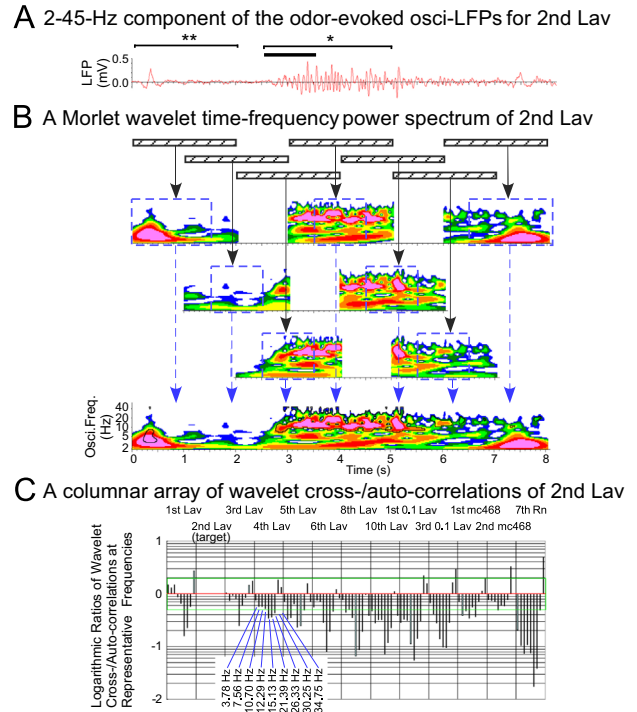 A 2-45-Hz component of the odor-evoked osci-LFPs for 2nd Lav
** *
LFP (mV)
0.5
0.0
B A Morlet wavelet time-frequency power spectrum of 2nd Lav
Osci.Freq. (Hz)
40
20
10
5
2
0 1 2 3 4 5 6 7 8
Time (s)
C A columnar array of wavelet cross-/auto-correlations of 2nd Lav
1st Lav 3rd Lav 5th Lav 8th Lav 1st 0.1 Lav 1st mc468 7th Rn
2nd Lav 4th Lav 6th Lav 10th Lav 3rd 0.1 Lav 2nd mc468
(target)
Logarithmic Ratios of Wavelet
Cross-/Auto-correlations at
Representative Frequencies
1
0
-1
-2
3.78 Hz
7.56 Hz
10.70 Hz
12.29 Hz
15.13 Hz
21.39 Hz
26.33 Hz
30.25 Hz
34.75 Hz